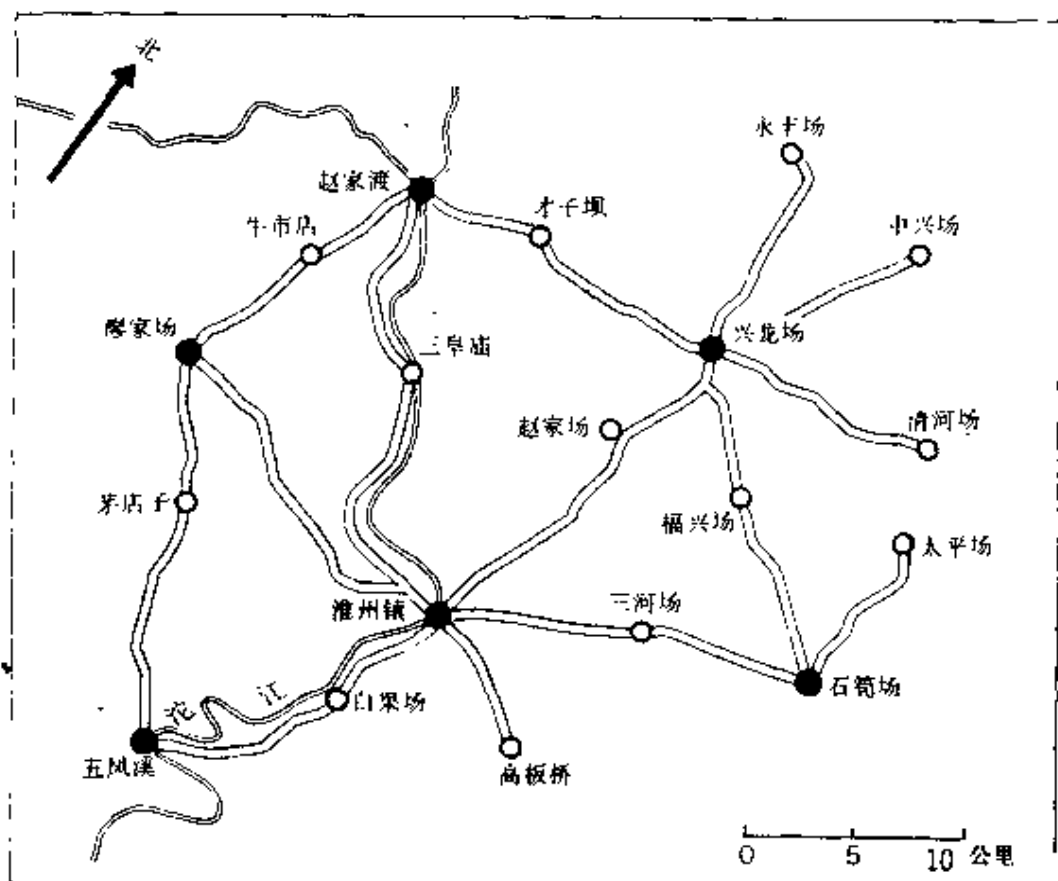 北
永丰场
赵家渡
才子坝
中兴场
牛市店
廖家场
三皇庙
兴龙场
赵家场
清河场
茅店子
福兴场
太平场
淮州镇
三河场
石笋场
沱江
白果场
五凤溪
高板桥
0 5 10 公里